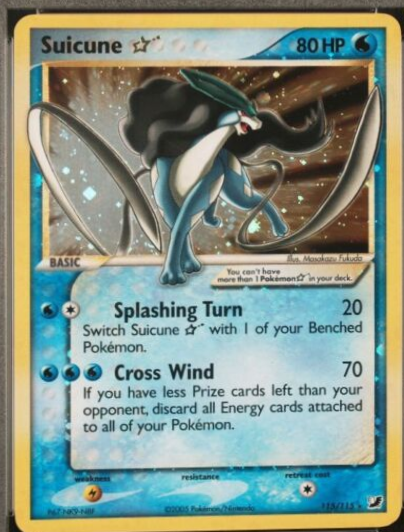 Suicune ☆
80 HP
BASIC
Illus. Masakazu Fukuda
You can't have
more than 1 Pokémon☆ in your deck.
Splashing Turn 20
Switch Suicune ☆ with 1 of your Benched
Pokémon.
Cross Wind 70
If you have less Prize cards left than your
opponent, discard all Energy cards attached
to all of your Pokémon.
weakness resistance retreat cost
©2005 Pokémon/Nintendo 115/115